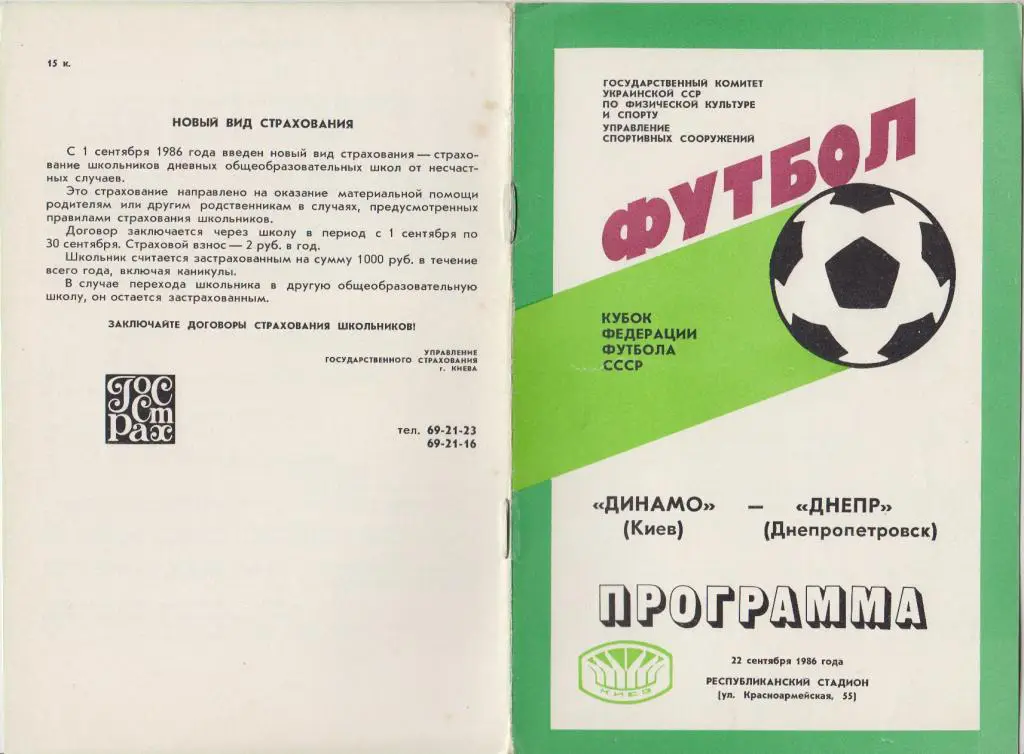 15 к.
НОВЫЙ ВИД СТРАХОВАНИЯ
С 1 сентября 1986 года введен новый вид страхования — страхо-
вание школьников дневных общеобразовательных школ от несчаст-
ных случаев.
Это страхование направлено на оказание материальной помощи
родителям или другим родственникам в случаях, предусмотренных
правилами страхования школьников.
Договор заключается через школу в период с 1 сентября по
30 сентября. Страховой взнос — 2 руб. в год.
Школьник считается застрахованным на сумму 1000 руб. в течение
всего года, включая каникулы.
В случае перехода школьника в другую общеобразовательную
школу, он остается застрахованным.
ЗАКЛЮЧАЙТЕ ДОГОВОРЫ СТРАХОВАНИЯ ШКОЛЬНИКОВ!
УПРАВЛЕНИЕ
ГОСУДАРСТВЕННОГО СТРАХОВАНИЯ
г. КИЕВА
Гос
Ст
Рах
тел. 69-21-23
69-21-16
ГОСУДАРСТВЕННЫЙ КОМИТЕТ
УКРАИНСКОЙ ССР
ПО ФИЗИЧЕСКОЙ КУЛЬТУРЕ
И СПОРТУ
УПРАВЛЕНИЕ
СПОРТИВНЫХ СООРУЖЕНИЙ
ФУТБОЛ
КУБОК
ФЕДЕРАЦИИ
ФУТБОЛА
СССР
«ДИНАМО» — «ДНЕПР»
(Киев) (Днепропетровск)
ПРОГРАММА
КИЕВ
22 сентября 1986 года
РЕСПУБЛИКАНСКИЙ СТАДИОН
(ул. Красноармейская, 55)